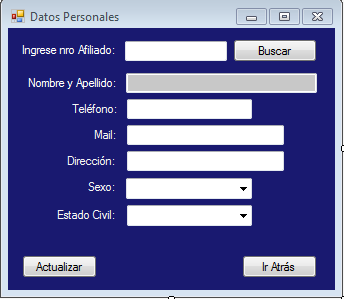 Datos Personales
Ingrese nro Afiliado: Buscar
Nombre y Apellido:
Teléfono:
Mail:
Dirección:
Sexo:
Estado Civil:
Actualizar Ir Atrás